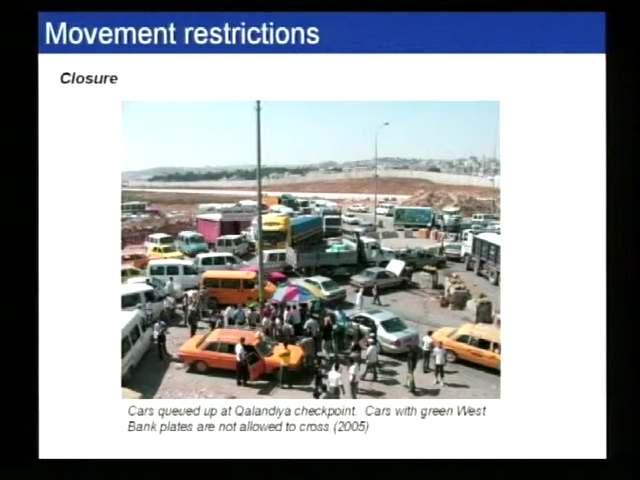 Movement restrictions
Closure
Cars queued up at Qalandiya checkpoint. Cars with green West
Bank plates are not allowed to cross (2005)